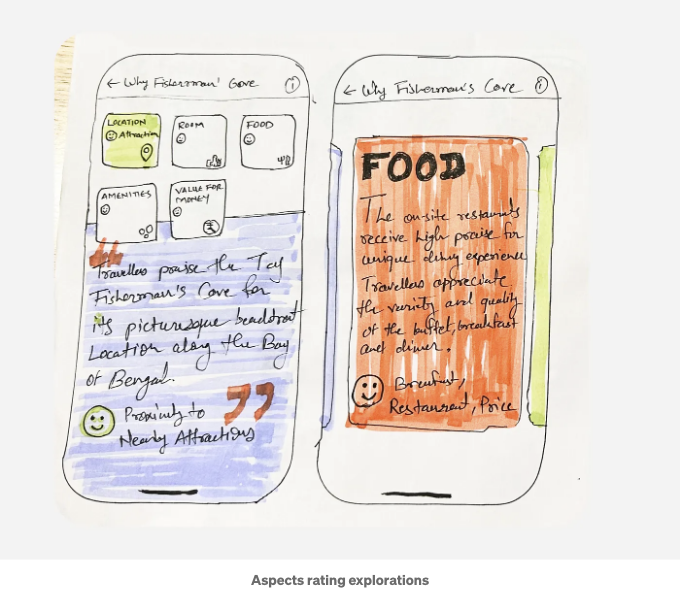 ← Why Fisherman' Cove
i
LOCATION
Attraction
ROOM
FOOD
AMENITIES
VALUE FOR
MONEY
"
Travellers praise the Taj
Fisherman's Cove for
its picturesque beachfront
Location along the Bay
of Bengal.
"
Proximity to
Nearby Attractions
← Why Fisherman's Cove
i
FOOD
The on-site restaurants
receive high praise for
unique dining experience
Travellers appreciate
the variety and quality
of the buffet, breakfast
and dinner.
Breakfast,
Restaurant, Price
Aspects rating explorations